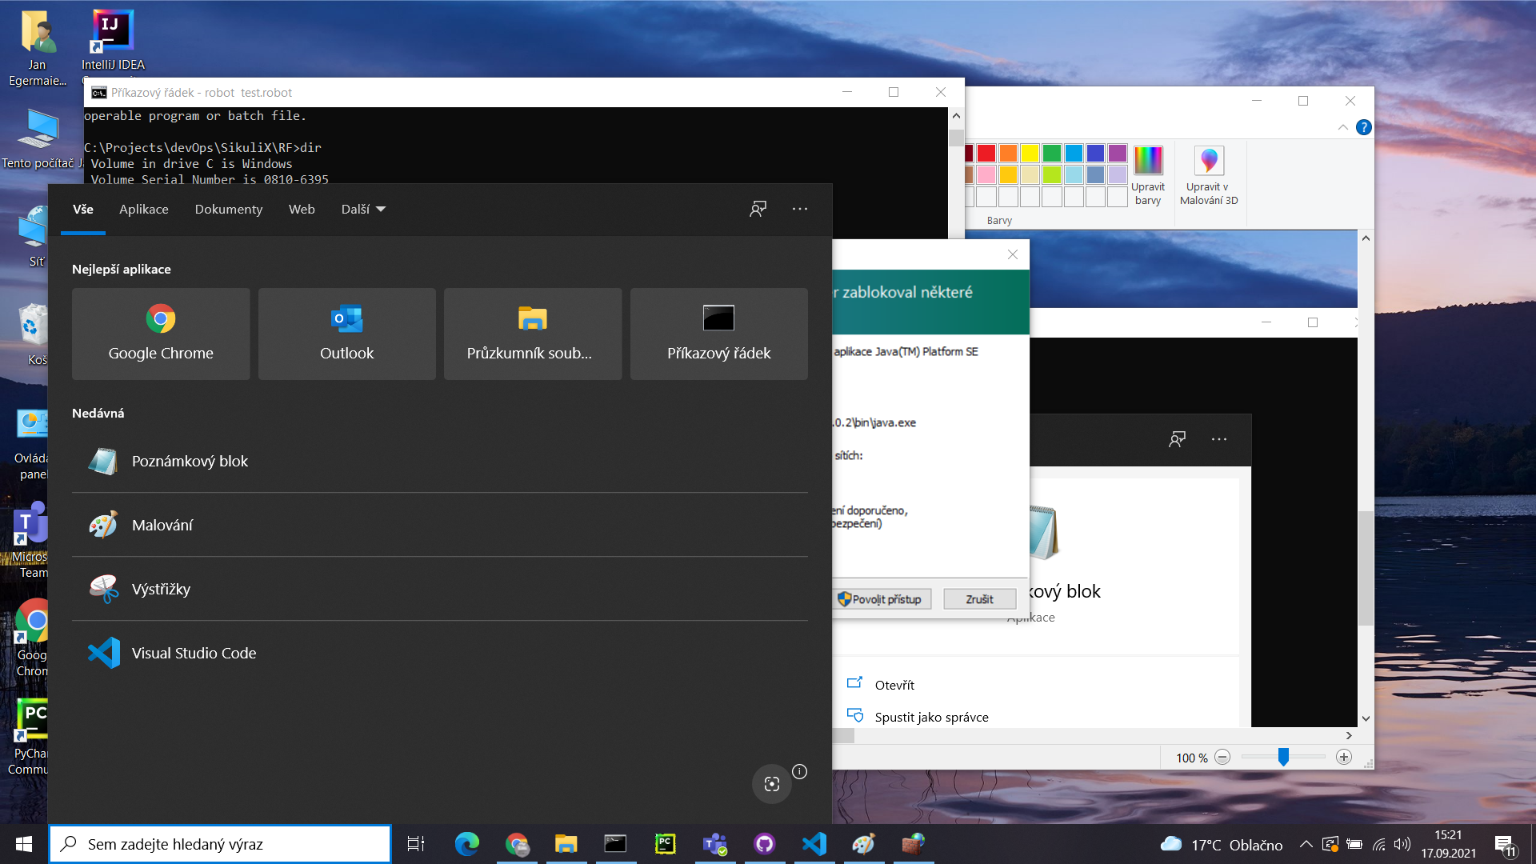 Jan
Egermaie...
IntelliJ IDEA
Tento počítač
Síť
Koš
Ovláda
panel
Micros
Team
Goog
Chrom
PyChar
Commu
Příkazový řádek - robot  test.robot
operable program or batch file.
C:\Projects\devOps\SikuliX\RF>dir
Volume in drive C is Windows
Volume Serial Number is 0810-6395
Vše
Aplikace
Dokumenty
Web
Další
Nejlepší aplikace
Google Chrome
Outlook
Průzkumník soub...
Příkazový řádek
Nedávná
Poznámkový blok
Malování
Výstřižky
Visual Studio Code
Upravit
barvy
Upravit v
Malování 3D
Barvy
r zablokoval některé
aplikace Java(TM) Platform SE
.0.2\bin\java.exe
sítích:
ení doporučeno,
bezpečení)
Povolit přístup
Zrušit
kový blok
Aplikace
Otevřít
Spustit jako správce
100 %
Sem zadejte hledaný výraz
17°C Oblačno
15:21
17.09.2021
11